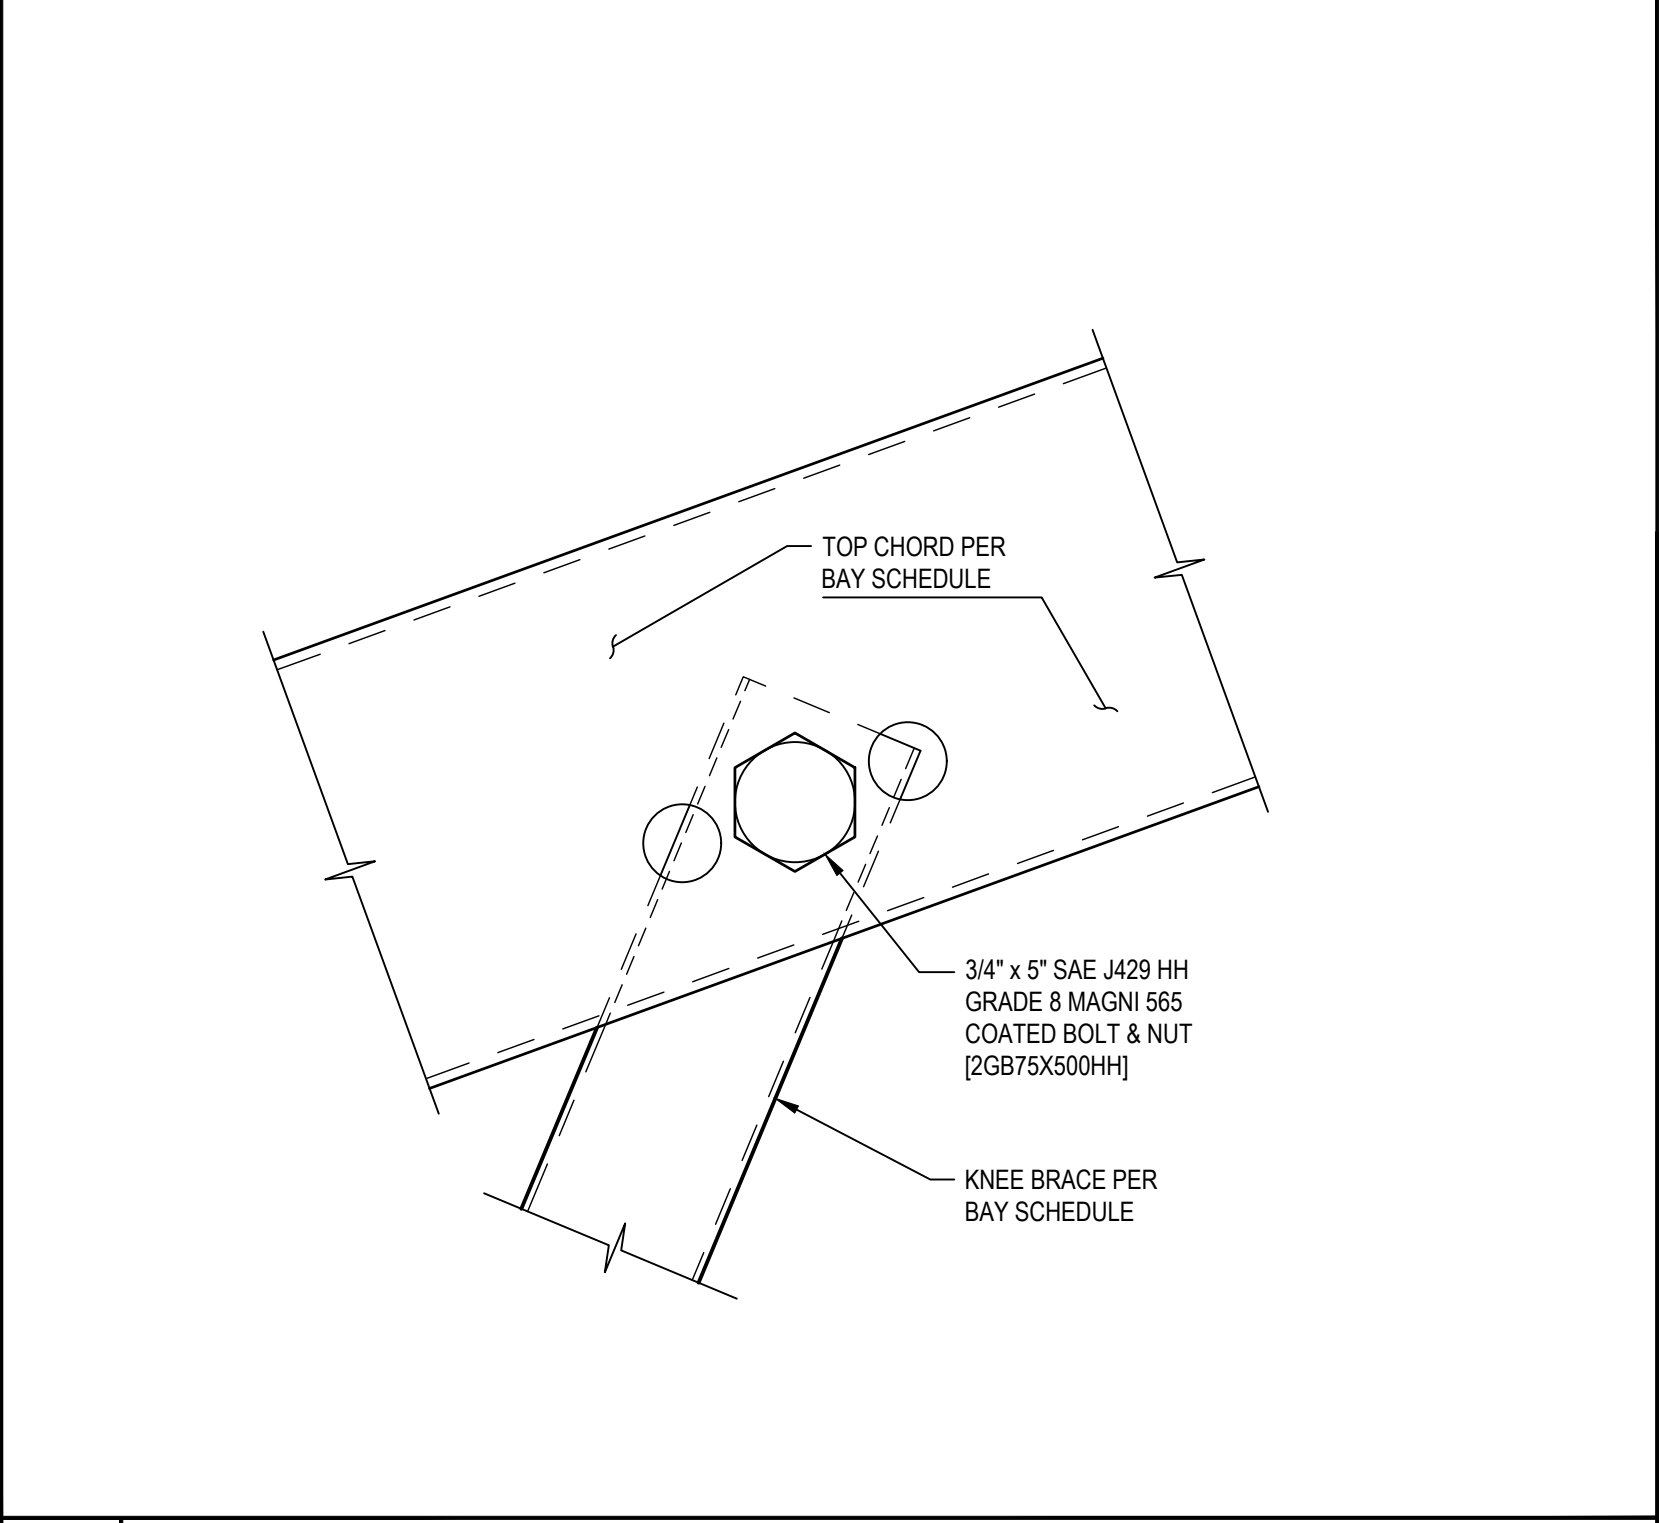 TOP CHORD PER
BAY SCHEDULE
3/4" x 5" SAE J429 HH
GRADE 8 MAGNI 565
COATED BOLT & NUT
[2GB75X500HH]
KNEE BRACE PER
BAY SCHEDULE